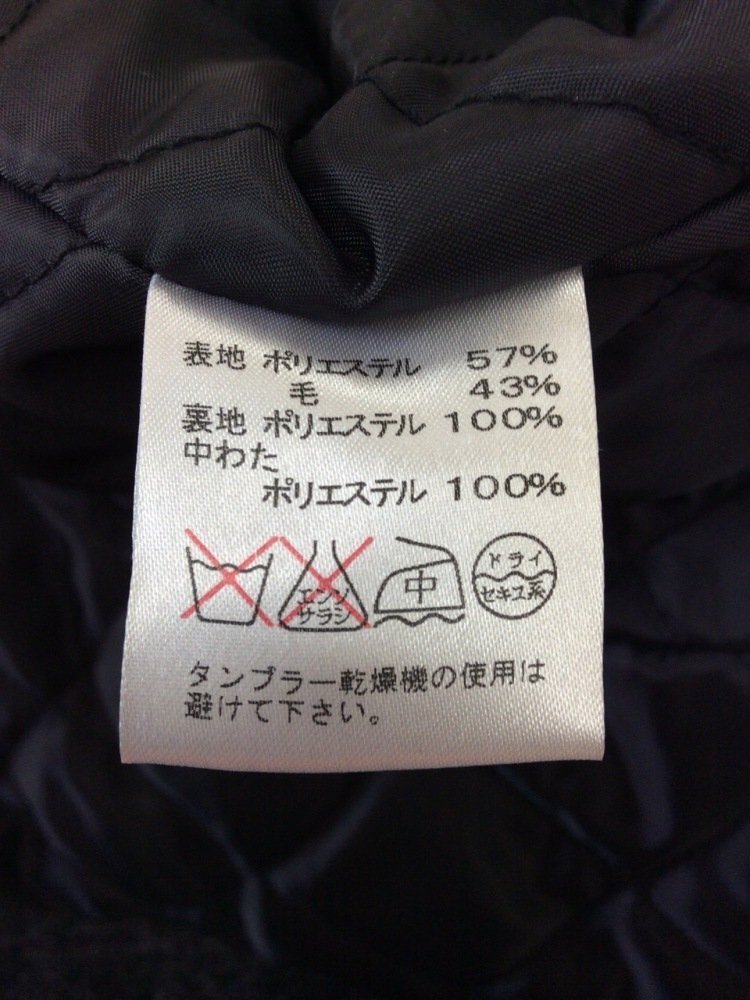 表地 ポリエステル 57%
毛 43%
裏地 ポリエステル 100%
中わた
ポリエステル 100%
エンソ
サラシ
中
ドライ
セキユ系
タンブラー乾燥機の使用は
避けて下さい。